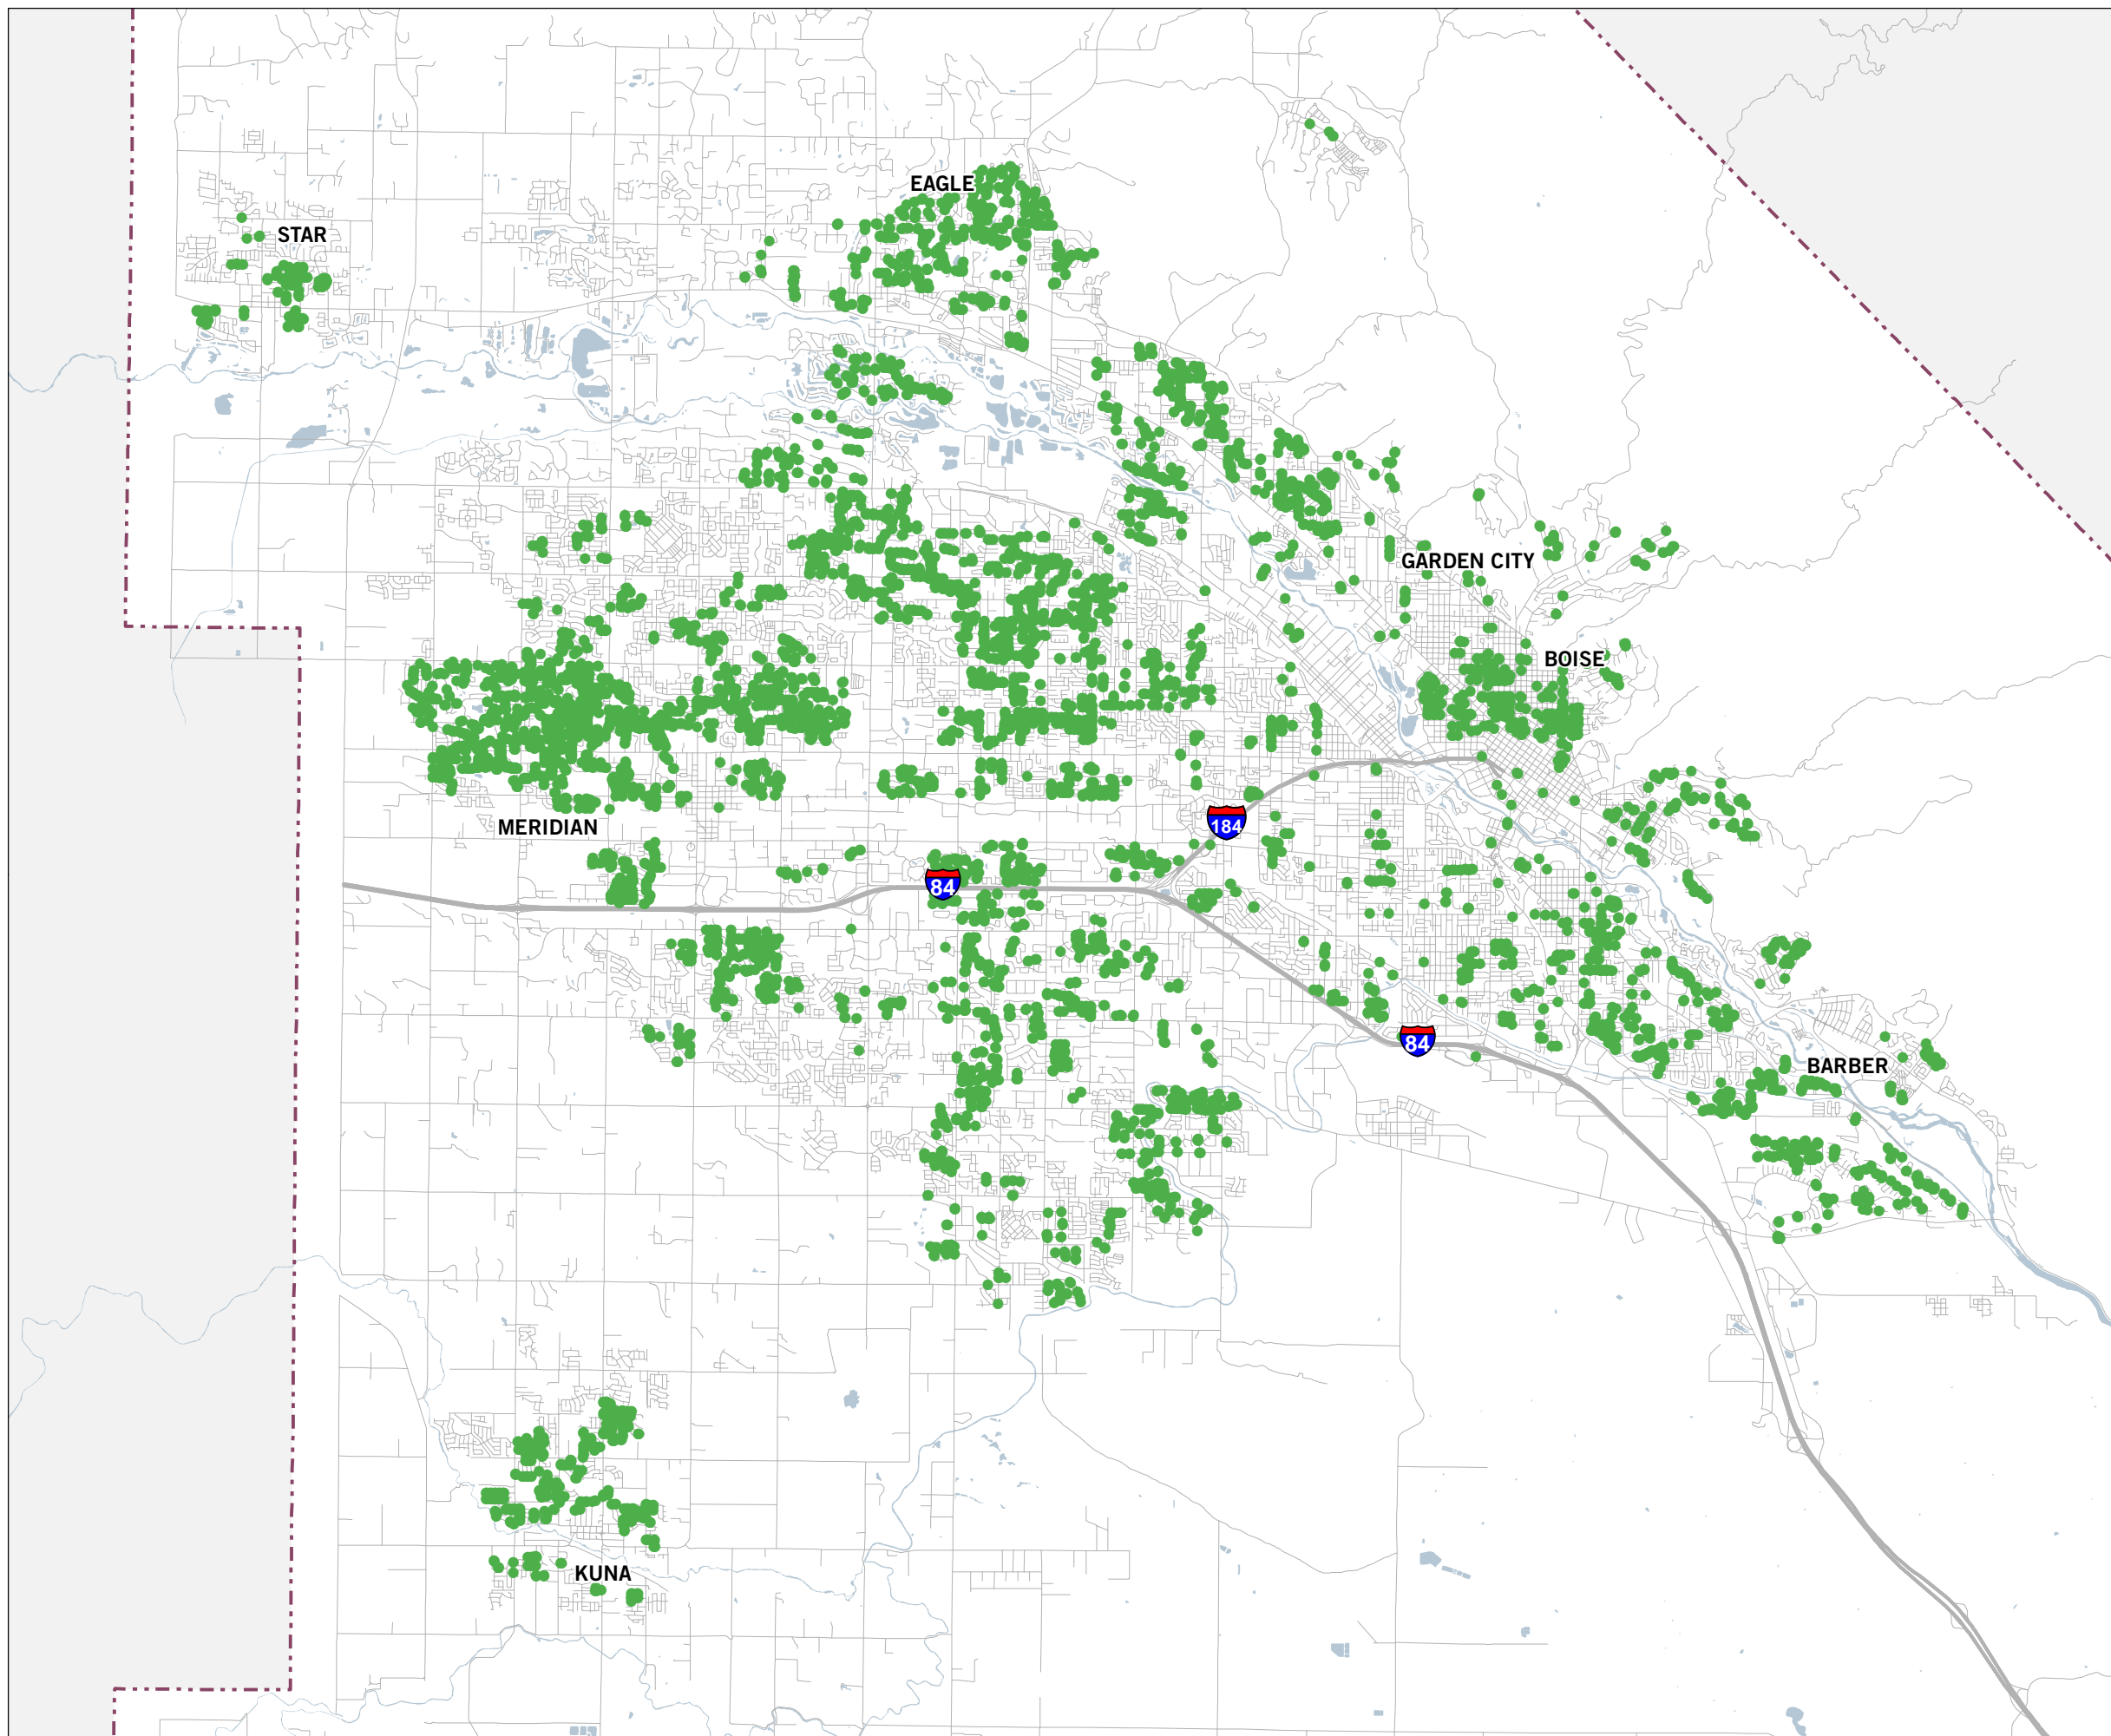 EAGLE
STAR
GARDEN CITY
BOISE
MERIDIAN
184
84
84
BARBER
KUNA